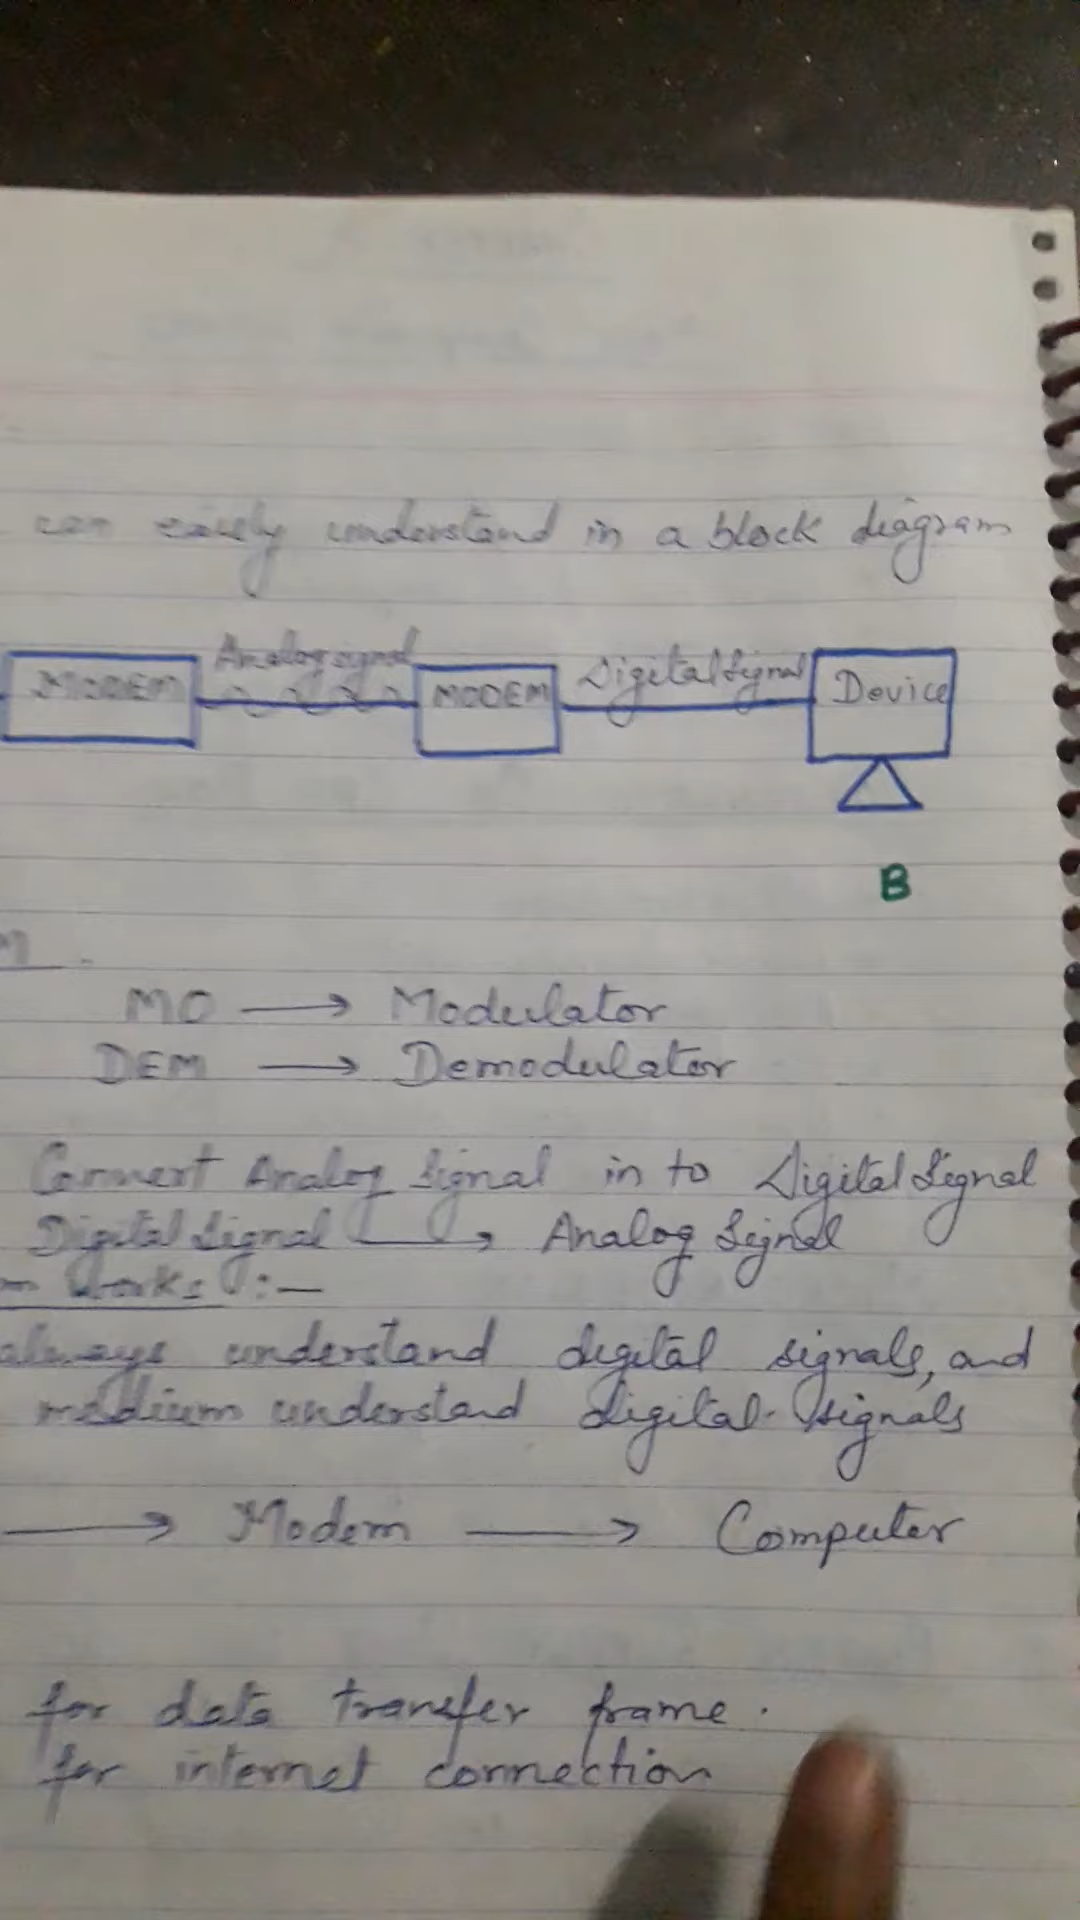 can easily understand in a block diagram
Analog signal
Digital Signal
MODEM
MODEM
Device
B
M.
MO → Modulator
DEM → Demodulator
Convert Analog Signal in to Digital Signal
Digital Signal → Analog Signal
works :-
always understand digital signals, and
medium understand digital signals
→ Modem → Computer
for data transfer frame.
for internet connection